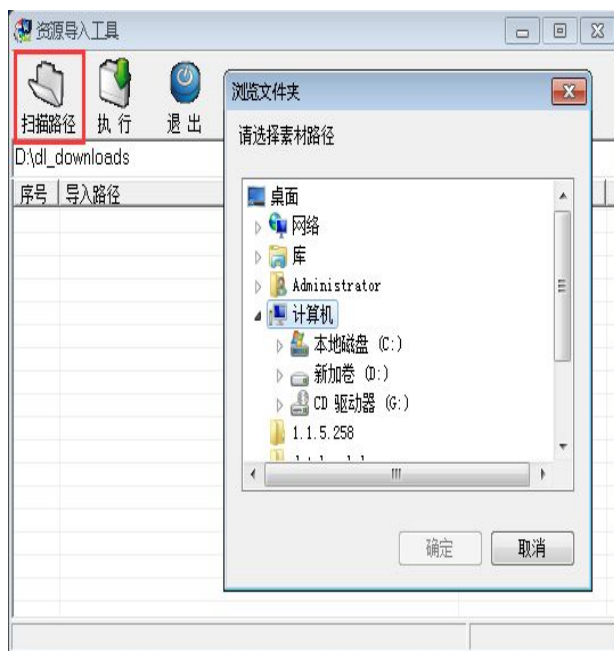 资源导入工具
扫描路径 执行 退出
D:\dl_downloads
序号 导入路径
浏览文件夹
请选择素材路径
桌面
网络
库
Administrator
计算机
本地磁盘 (C:)
新加卷 (D:)
CD 驱动器 (G:)
1.1.5.258
确定 取消